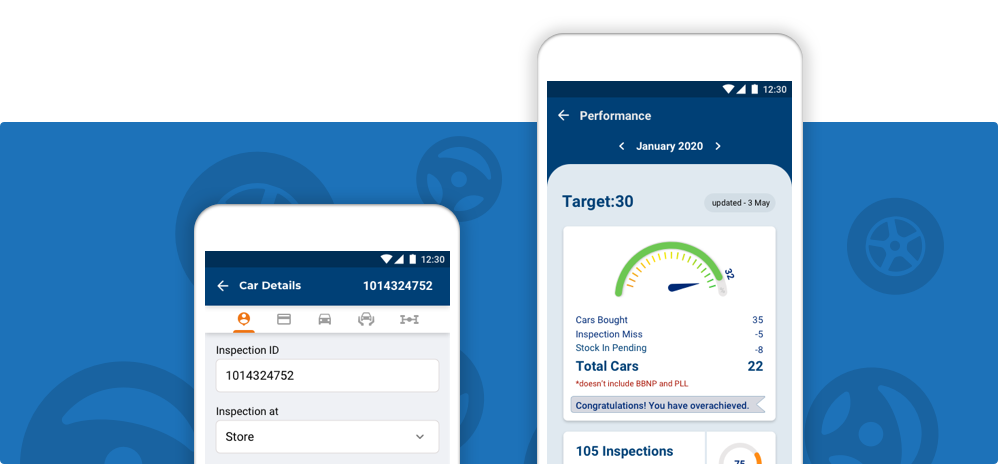 12:30
Car Details
1014324752
Inspection ID
1014324752
Inspection at
Store
12:30
Performance
January 2020
Target:30
updated - 3 May
32
Cars Bought 35
Inspection Miss -5
Stock In Pending -8
Total Cars 22
*doesn't include BBNP and PLL
Congratulations! You have overachieved.
105 Inspections
75